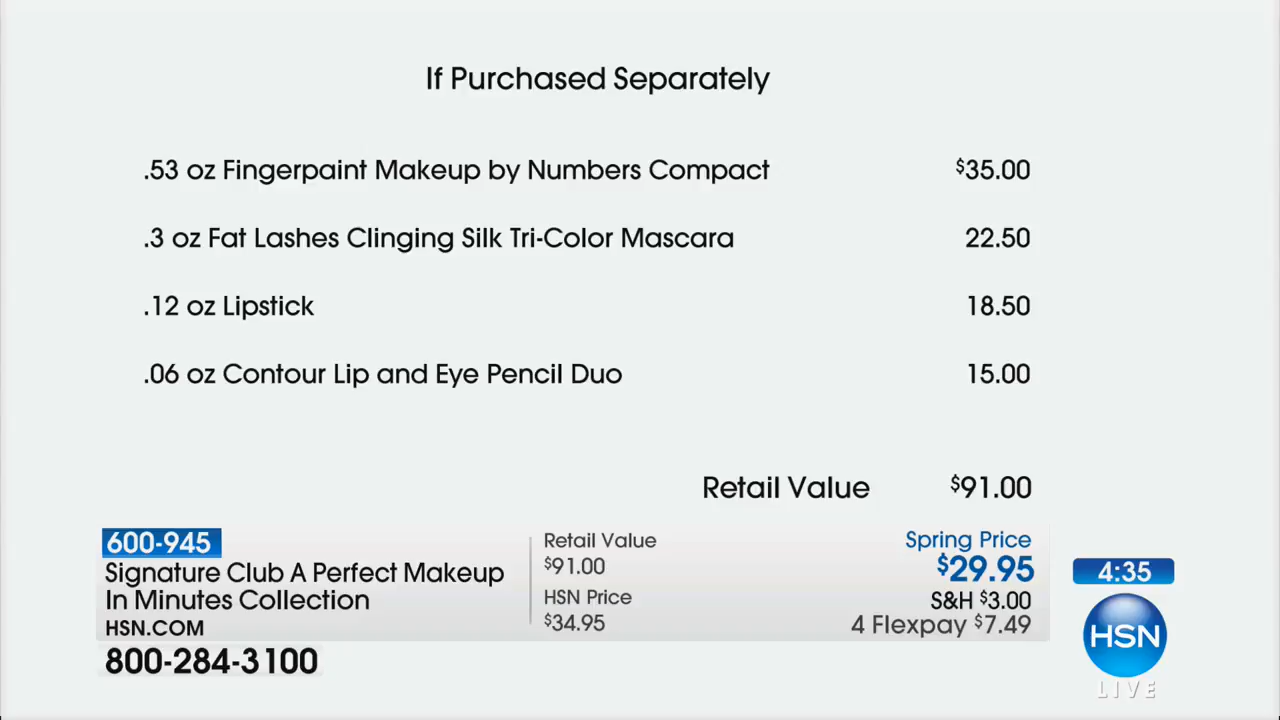 If Purchased Separately
.53 oz Fingerpaint Makeup by Numbers Compact $35.00
.3 oz Fat Lashes Clinging Silk Tri-Color Mascara 22.50
.12 oz Lipstick 18.50
.06 oz Contour Lip and Eye Pencil Duo 15.00
Retail Value $91.00
600-945
Signature Club A Perfect Makeup
In Minutes Collection
HSN.COM
800-284-3100
Retail Value
$91.00
HSN Price
$34.95
Spring Price
$29.95
S&H $3.00
4 Flexpay $7.49
4:35
HSN
LIVE